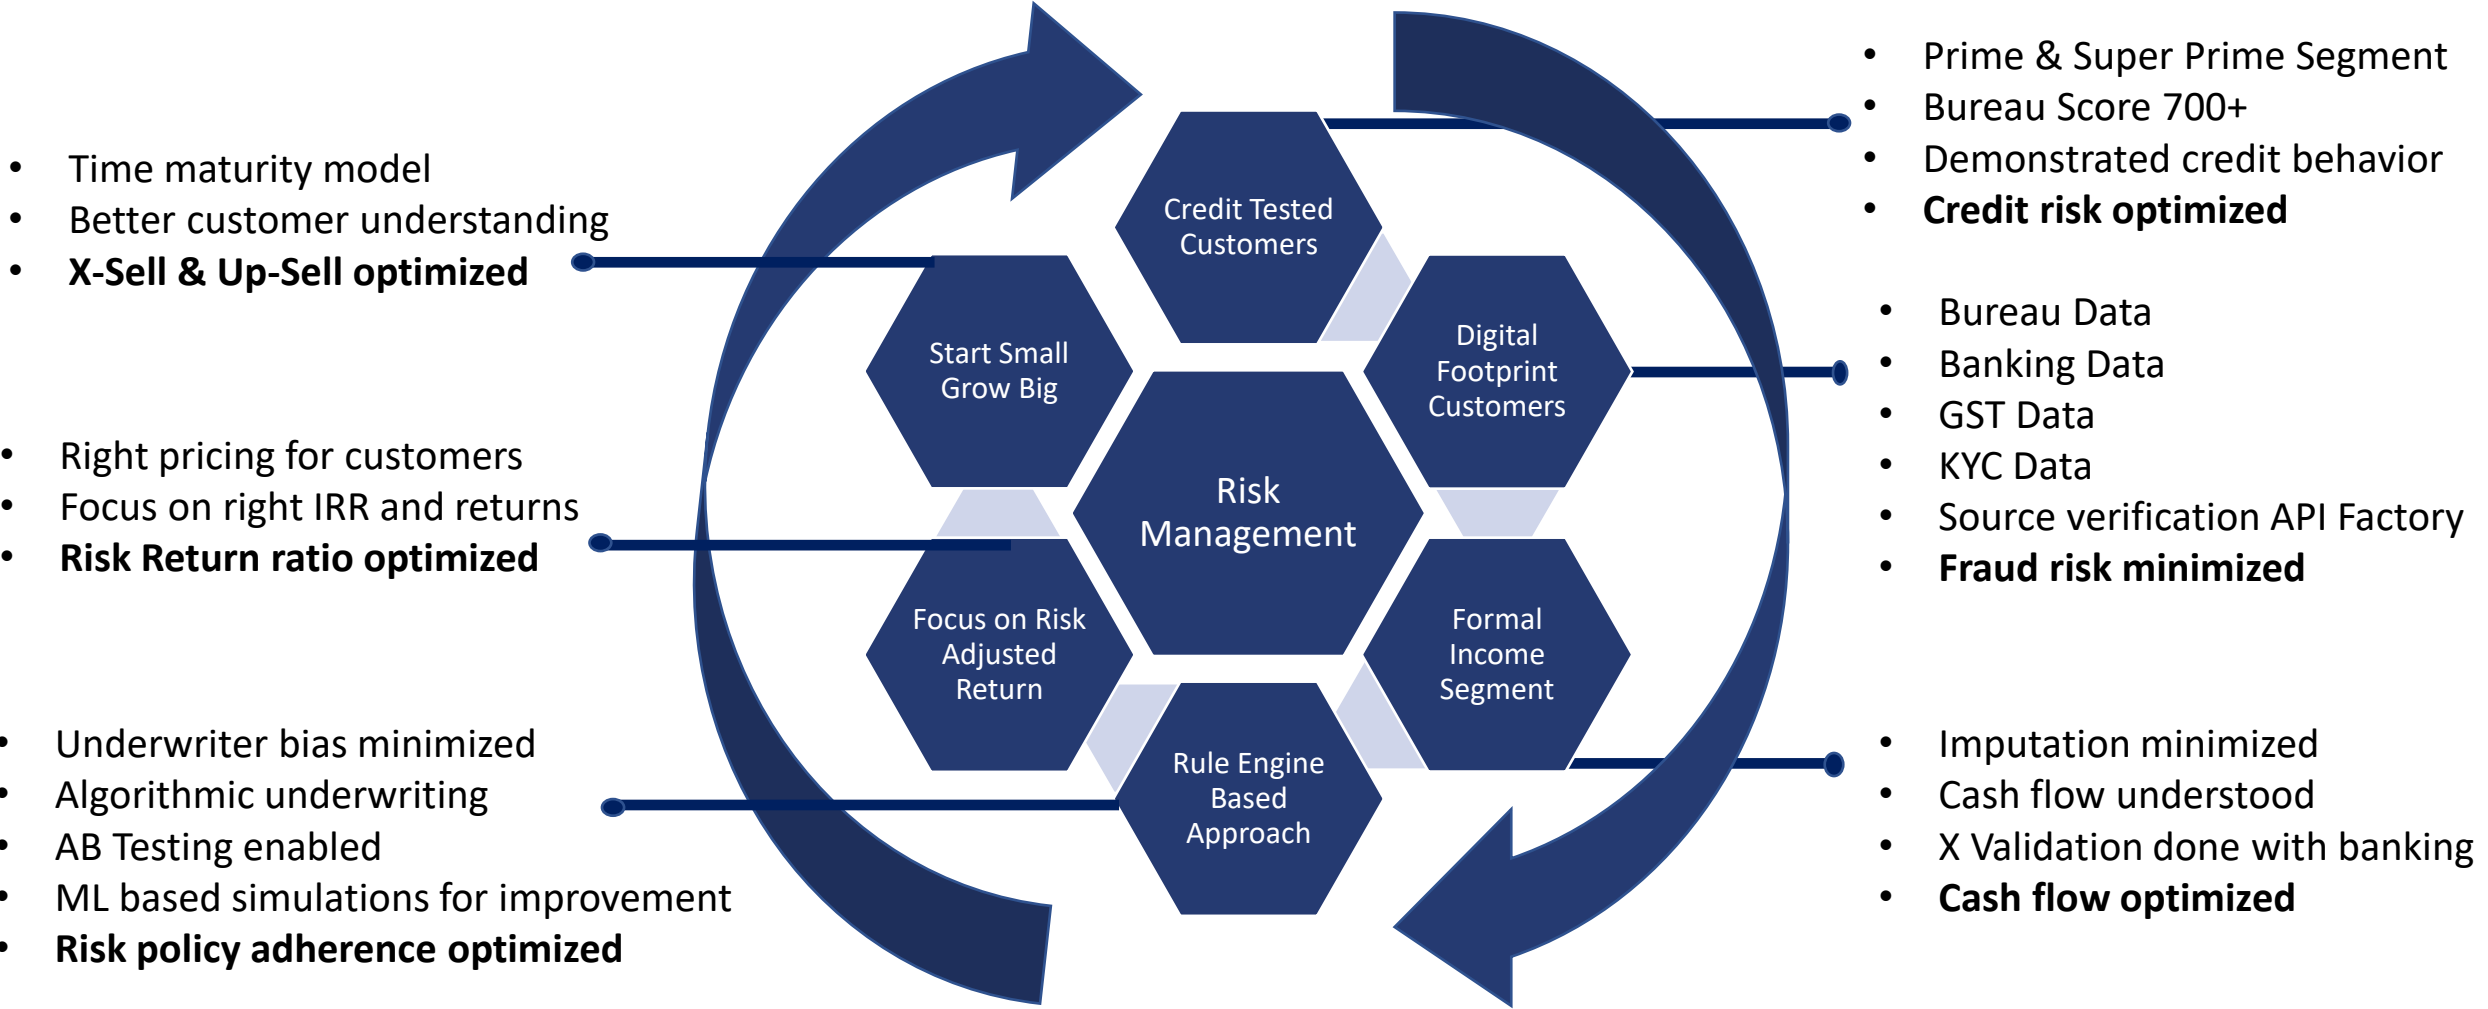 • Prime & Super Prime Segment
• Bureau Score 700+
• Demonstrated credit behavior
• Credit risk optimized
• Time maturity model
• Better customer understanding
• X-Sell & Up-Sell optimized
Credit Tested
Customers
• Bureau Data
• Banking Data
• GST Data
• KYC Data
• Source verification API Factory
• Fraud risk minimized
Digital
Footprint
Customers
Start Small
Grow Big
• Right pricing for customers
• Focus on right IRR and returns
• Risk Return ratio optimized
Risk
Management
Focus on Risk
Adjusted
Return
Formal
Income
Segment
• Underwriter bias minimized
• Algorithmic underwriting
• AB Testing enabled
• ML based simulations for improvement
• Risk policy adherence optimized
Rule Engine
Based
Approach
• Imputation minimized
• Cash flow understood
• X Validation done with banking
• Cash flow optimized